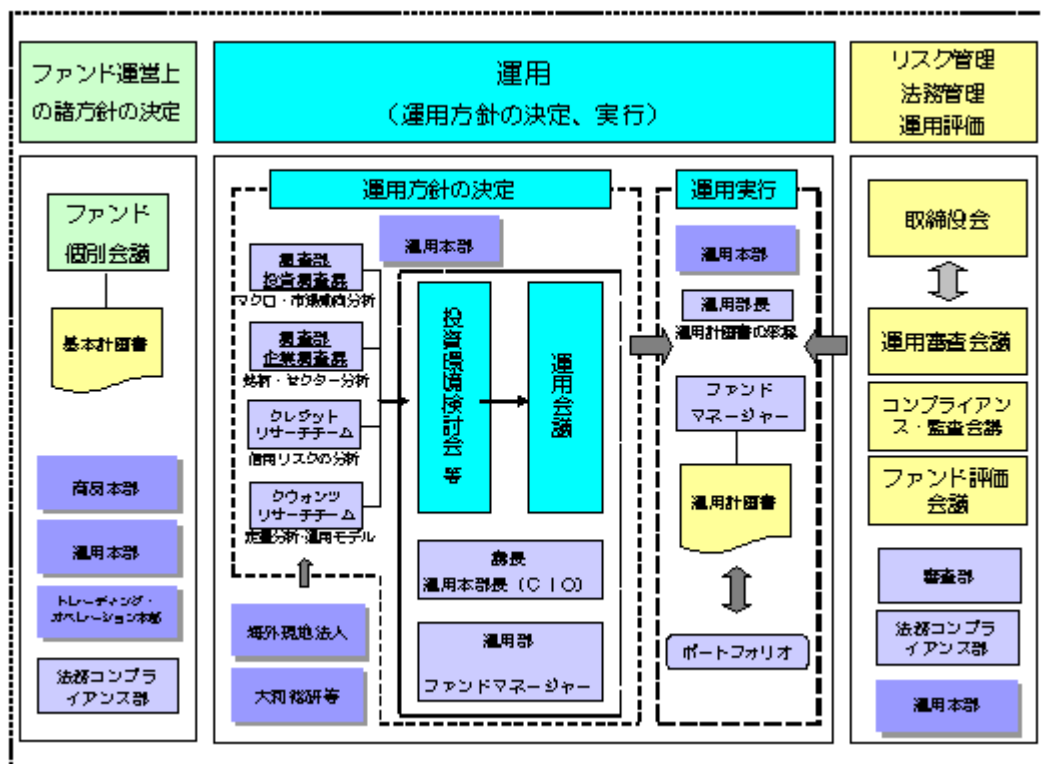 ファンド運営上
の諸方針の決定
ファンド
個別会議
基本計画書
商品本部
運用本部
トレーディング・
オペレーション本部
法務コンプラ
イアンス部
運用
（運用方針の決定、実行）
運用方針の決定
運用本部
調査部
投資調査課
マクロ・市場動向分析
調査部
企業調査課
銘柄・セクター分析
クレジット
リサーチチーム
信用リスクの分析
クウォンツ
リサーチチーム
定量分析・運用モデル
海外現地法人
大和総研等
投資環境検討会 等
運用会議
運用本部長（ＣＩＯ）
運用部
ファンドマネージャー
運用実行
運用本部
運用部長
運用計画書の承認
ファンド
マネージャー
運用計画書
ポートフォリオ
リスク管理
法務管理
運用評価
取締役会
運用審査会議
コンプライアン
ス・監査会議
ファンド評価
会議
審査部
法務コンプラ
イアンス部
運用本部